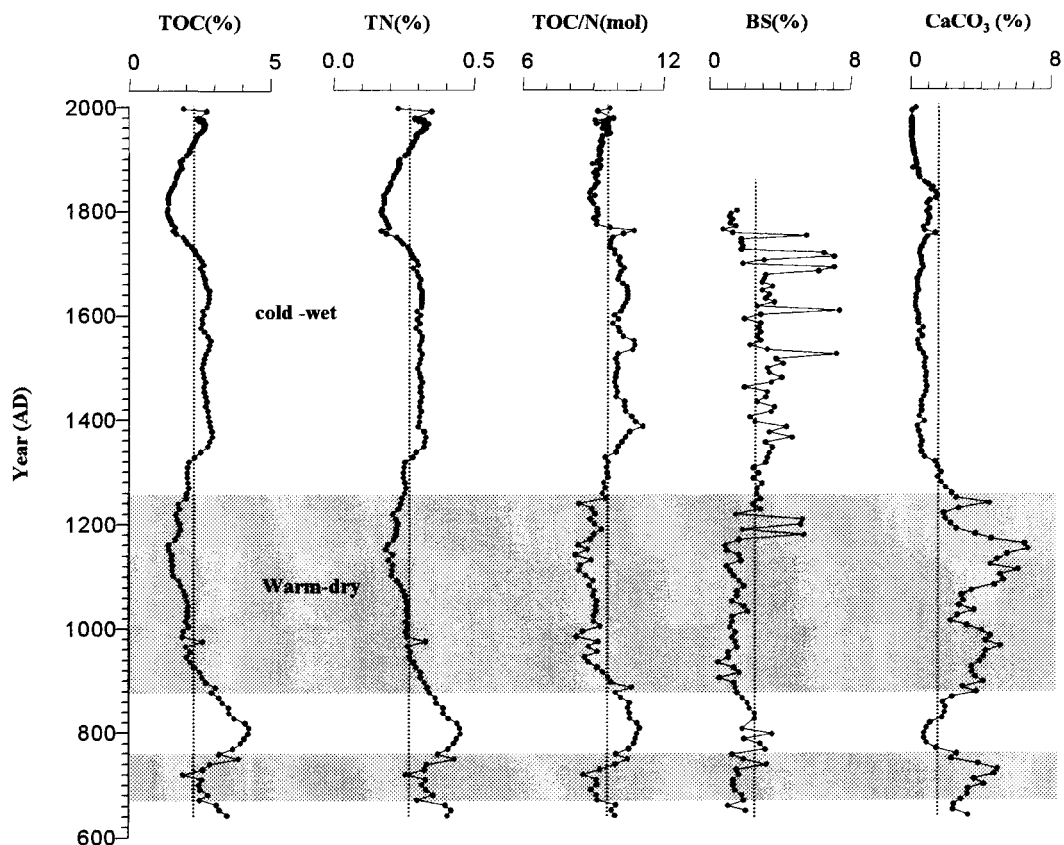 TOC(%) TN(%) TOC/N(mol) BS(%) CaCO₃ (%)
0 5 0.0 0.5 6 12 0 8 0 8
2000
1800
1600
1400
1200
1000
800
600
Year (AD)
cold -wet
Warm-dry